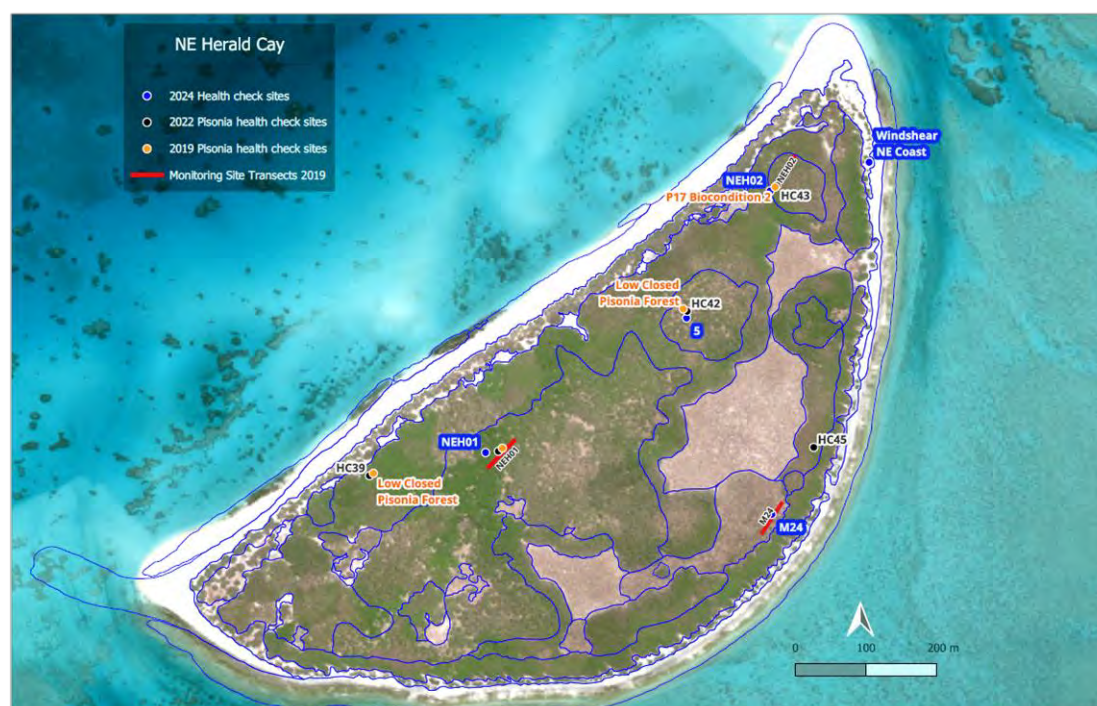 NE Herald Cay
2024 Health check sites
2022 Pisonia health check sites
2019 Pisonia health check sites
Monitoring Site Transects 2019
Windshear
NE Coast
NEH02
NEH02
P17 Biocondition 2
HC43
Low Closed
Pisonia Forest
HC42
5
NEH01
NEH01
HC39
Low Closed
Pisonia Forest
HC45
M24
M24
0 100 200 m